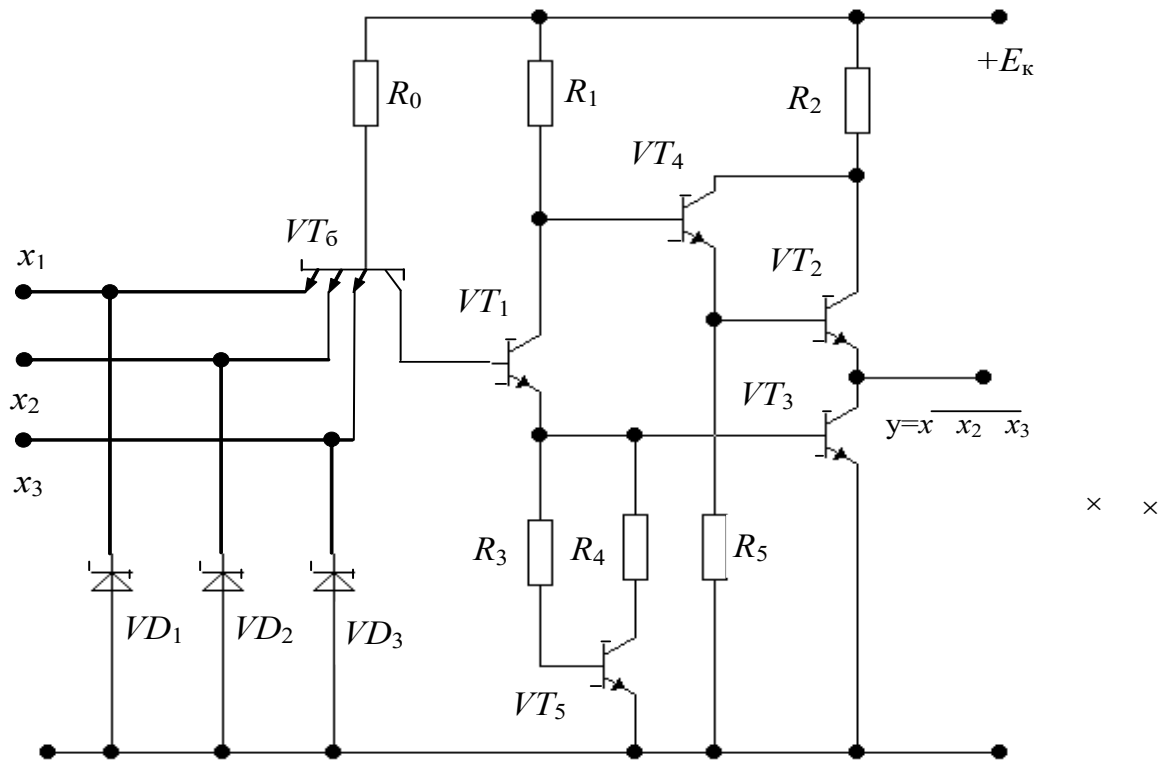 +Eк
R0
R1
R2
VT4
VTб
x1
VT2
VT1
x2
VT3
y=x x2 x3
x3
× ×
R3
R4
R5
VD1
VD2
VD3
VT5